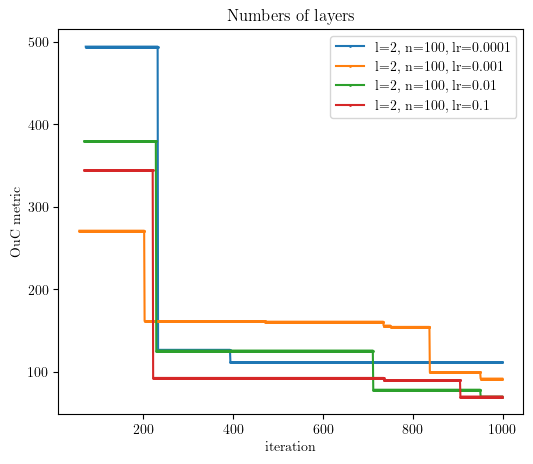 Numbers of layers
OuC metric
500
400
300
200
100
l=2, n=100, lr=0.0001
l=2, n=100, lr=0.001
l=2, n=100, lr=0.01
l=2, n=100, lr=0.1
200 400 600 800 1000
iteration